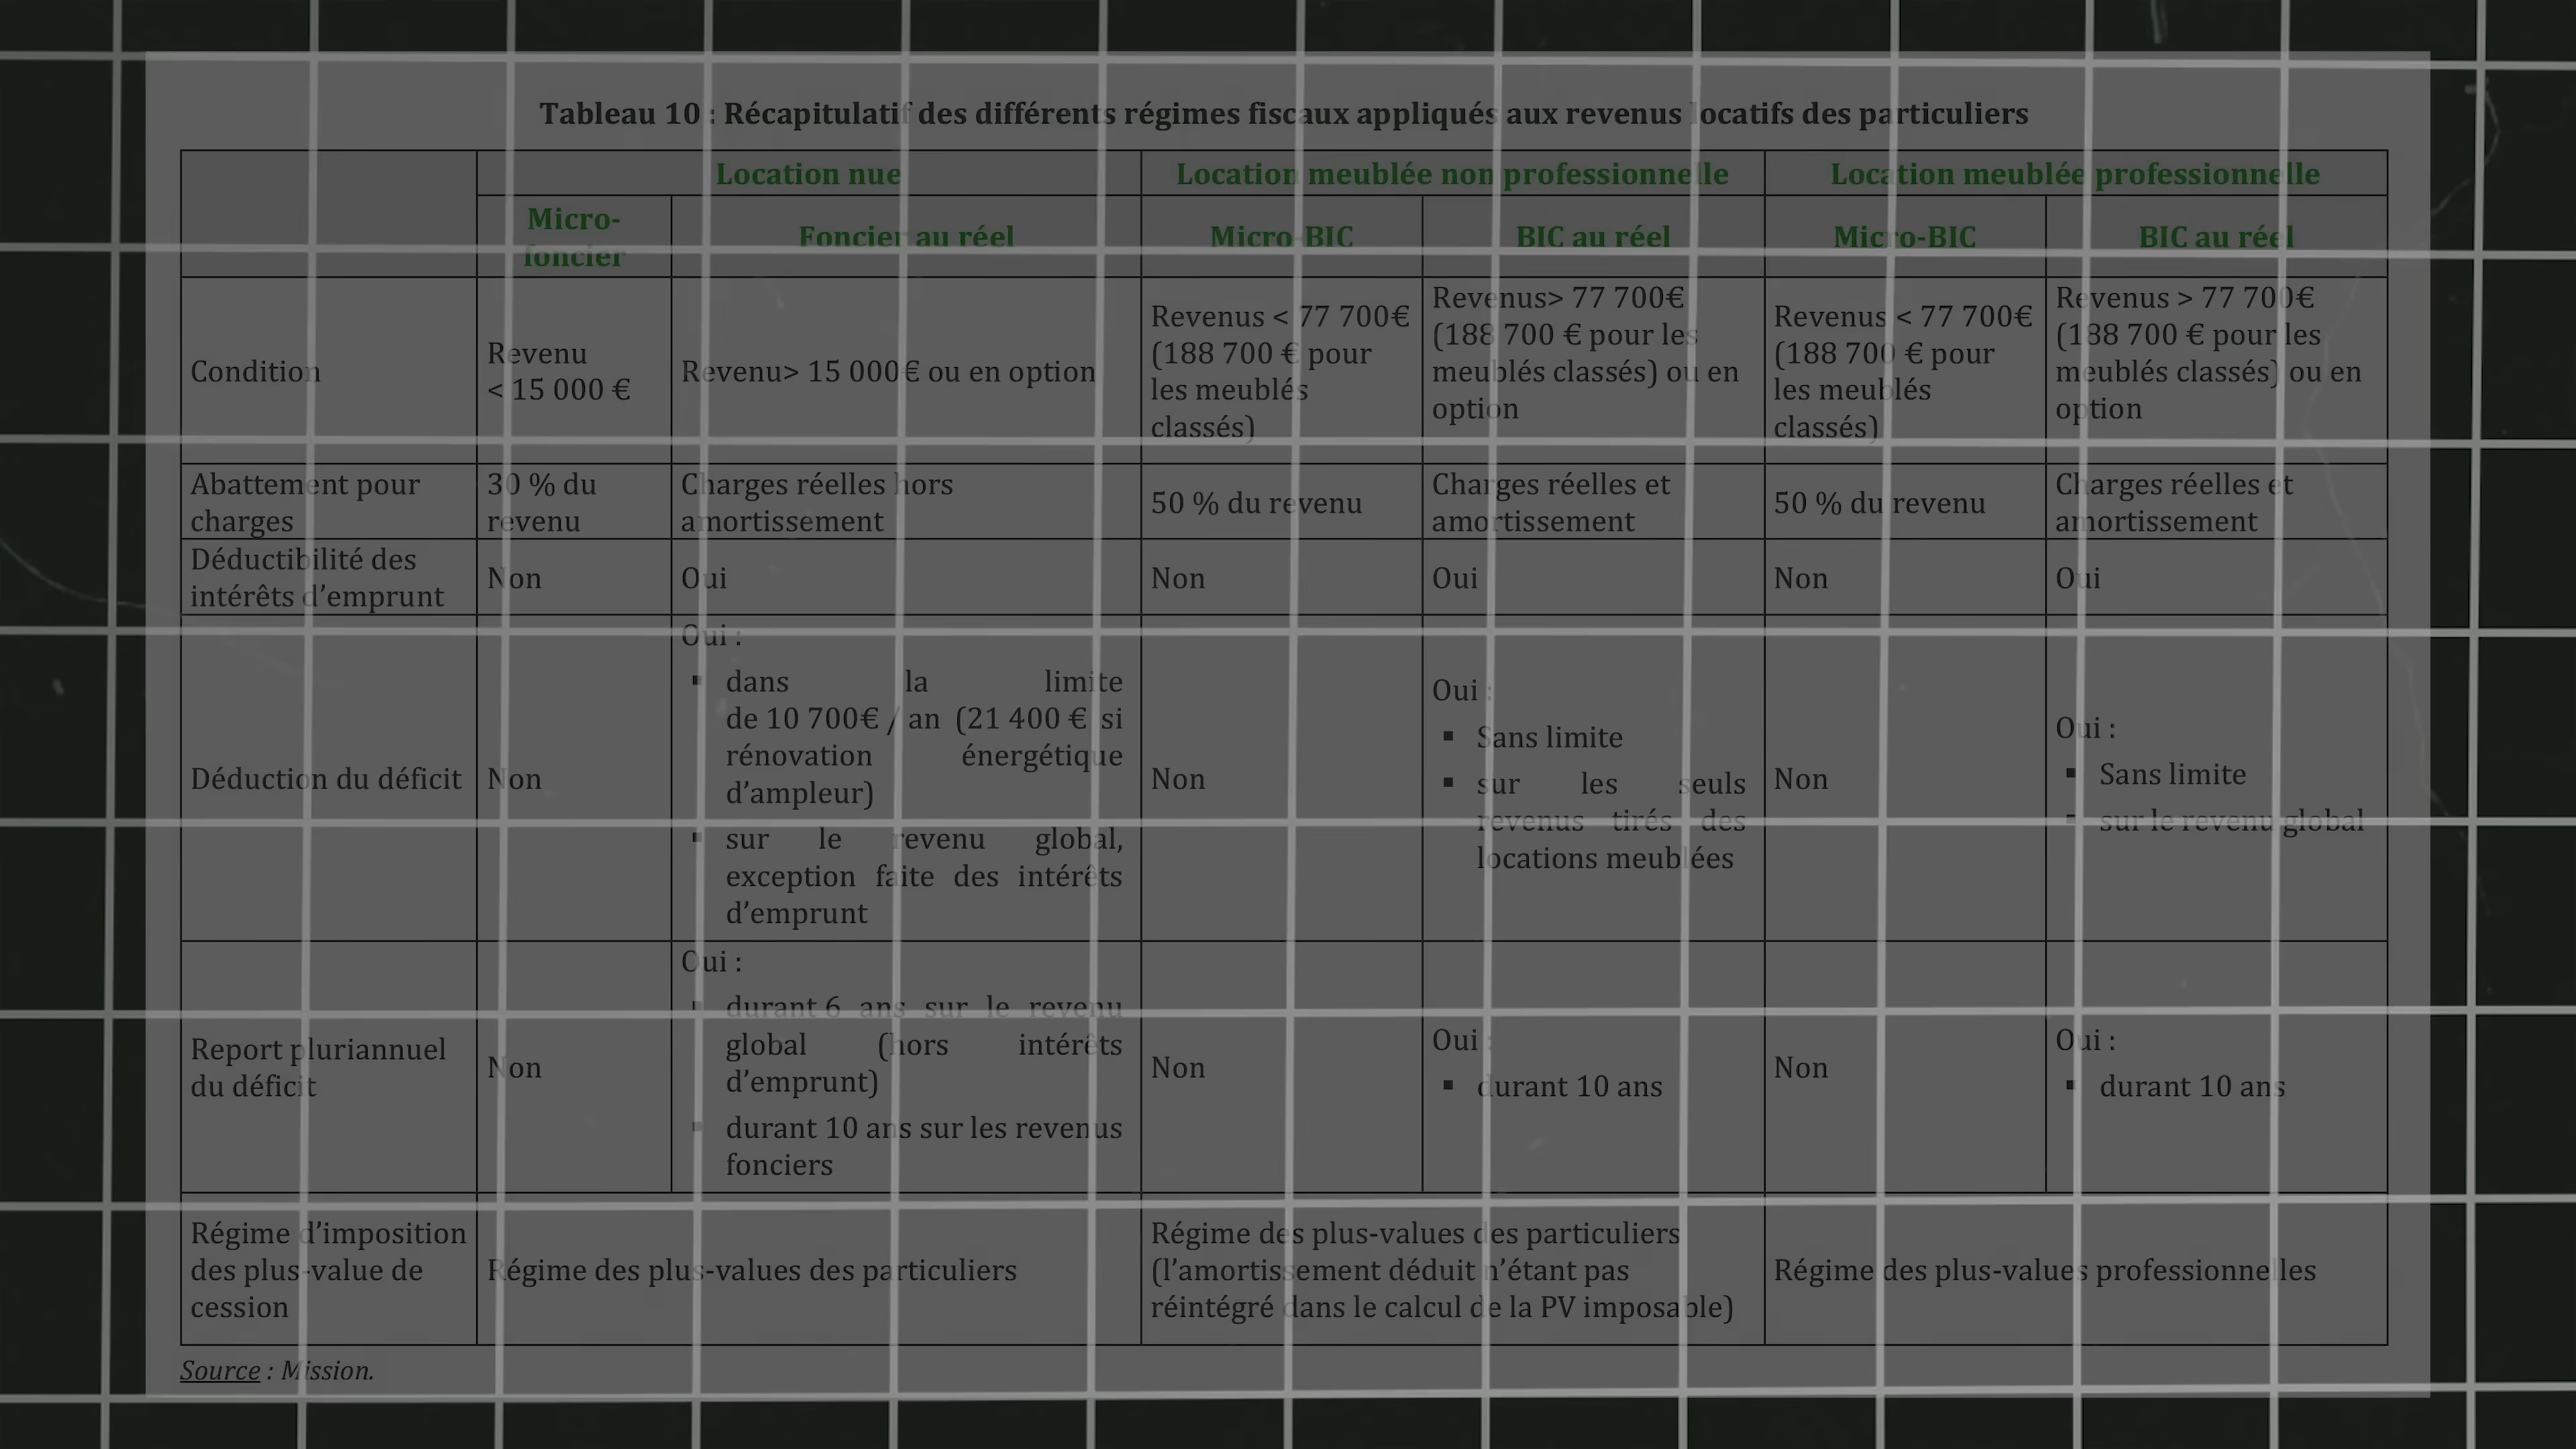 Tableau 10 : Récapitulatif des différents régimes fiscaux appliqués aux revenus locatifs des particuliers
Location nue
Location meublée non professionnelle
Location meublée professionnelle
Micro-
foncier
Foncier au réel
Micro-BIC
BIC au réel
Micro-BIC
BIC au réel
Condition
Revenu
< 15 000 €
Revenu> 15 000€ ou en option
Revenus < 77 700€
(188 700 € pour
les meublés
classés)
Revenus> 77 700€
(188 700 € pour les
meublés classés) ou en
option
Revenus < 77 700€
(188 700 € pour
les meublés
classés)
Revenus > 77 700€
(188 700 € pour les
meublés classés) ou en
option
Abattement pour
charges
30 % du
revenu
Charges réelles hors
amortissement
50 % du revenu
Charges réelles et
amortissement
50 % du revenu
Charges réelles et
amortissement
Déductibilité des
intérêts d’emprunt
Non
Oui
Non
Oui
Non
Oui
Déduction du déficit
Non
Oui :
▪ dans la limite
de 10 700€ / an (21 400 € si
rénovation énergétique
d’ampleur)
▪ sur le revenu global,
exception faite des intérêts
d’emprunt
Non
Oui :
▪ Sans limite
▪ sur les seuls
revenus tirés des
locations meublées
Non
Oui :
▪ Sans limite
▪ sur le revenu global
Report pluriannuel
du déficit
Non
Oui :
▪ durant 6 ans sur le revenu
global (hors intérêts
d’emprunt)
▪ durant 10 ans sur les revenus
fonciers
Non
Oui :
▪ durant 10 ans
Non
Oui :
▪ durant 10 ans
Régime d’imposition
des plus-value de
cession
Régime des plus-values des particuliers
Régime des plus-values des particuliers
(l’amortissement déduit n’étant pas
réintégré dans le calcul de la PV imposable)
Régime des plus-values professionnelles
Source : Mission.